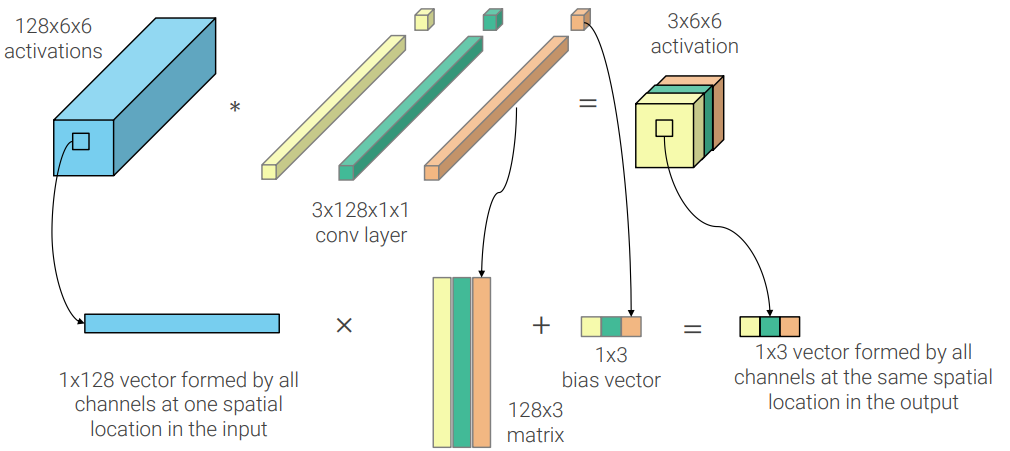 128x6x6
activations
*
3x128x1x1
conv layer
=
3x6x6
activation
1x128 vector formed by all
channels at one spatial
location in the input
×
128x3
matrix
+
1x3
bias vector
=
1x3 vector formed by all
channels at the same spatial
location in the output